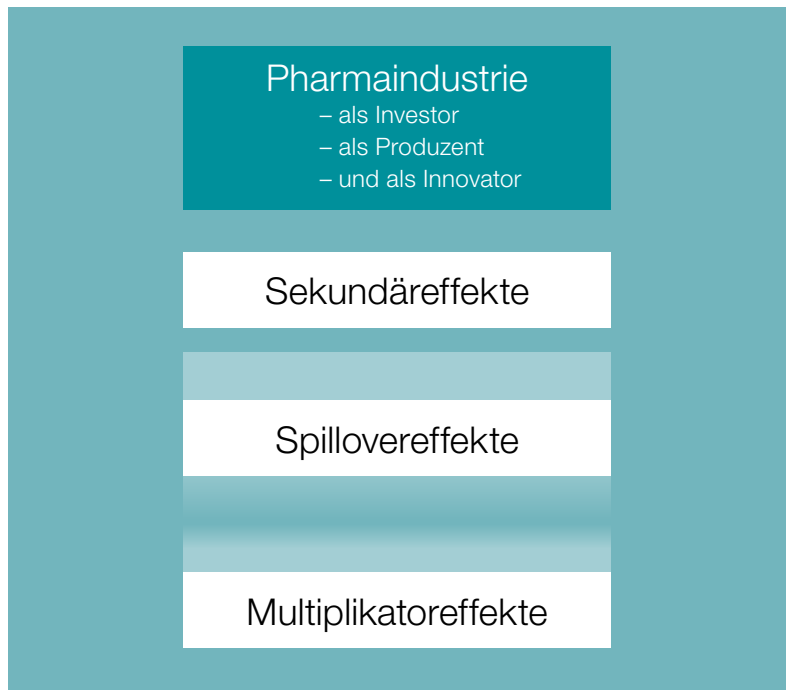 Pharmaindustrie
– als Investor
– als Produzent
– und als Innovator
Sekundäreffekte
Spillovereffekte
Multiplikatoreffekte